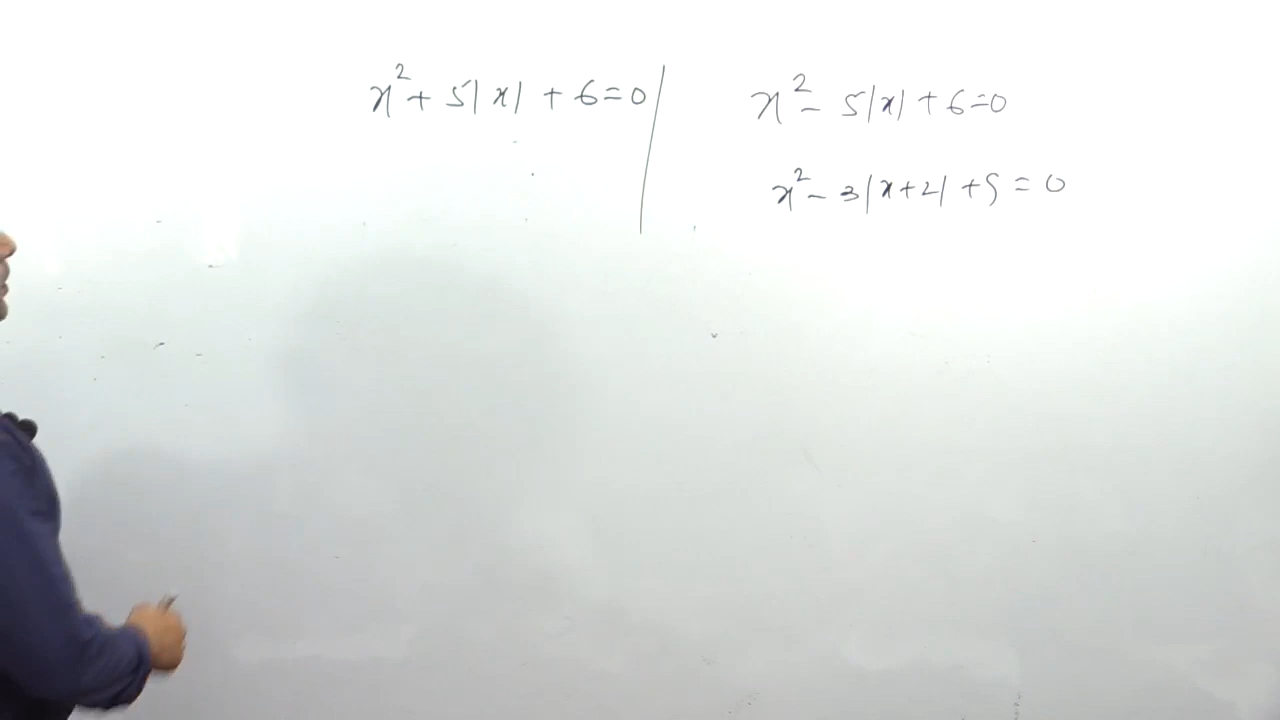 x² + 5|x| + 6 = 0
x² - 5|x| + 6 = 0
x² - 3|x+2| + 5 = 0